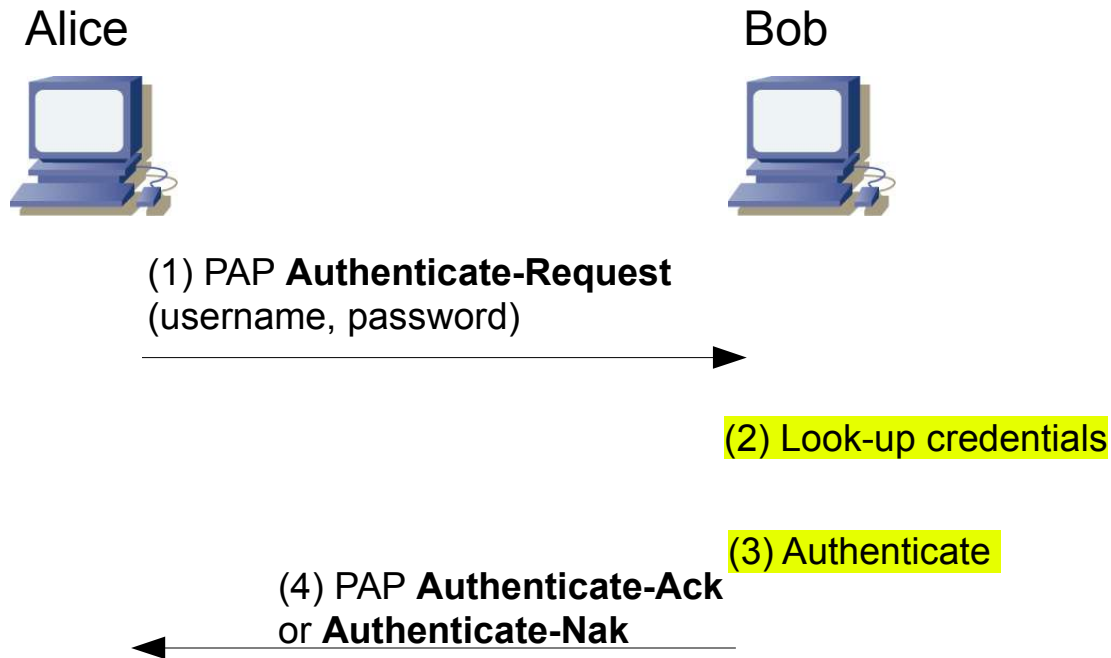 Alice
Bob
(1) PAP Authenticate-Request
(username, password)
(2) Look-up credentials
(3) Authenticate
(4) PAP Authenticate-Ack
or Authenticate-Nak